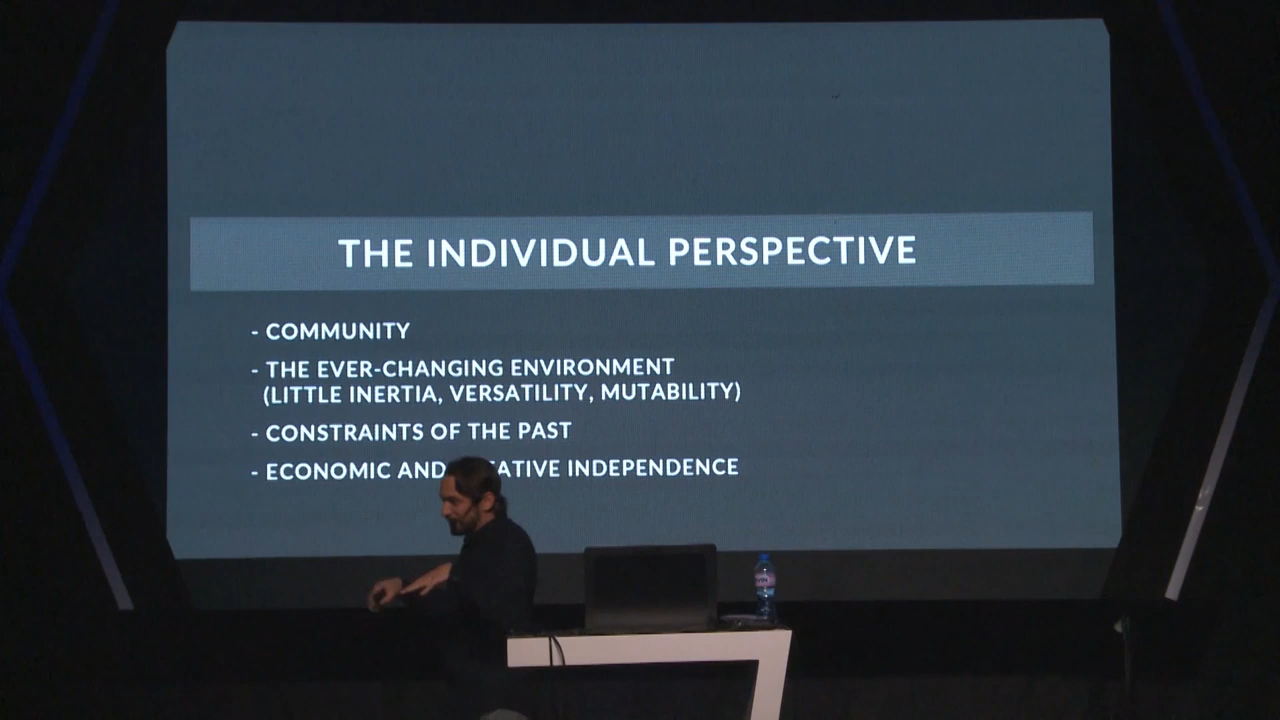 THE INDIVIDUAL PERSPECTIVE
- COMMUNITY
- THE EVER-CHANGING ENVIRONMENT
(LITTLE INERTIA, VERSATILITY, MUTABILITY)
- CONSTRAINTS OF THE PAST
- ECONOMIC AND INDEPENDENCE